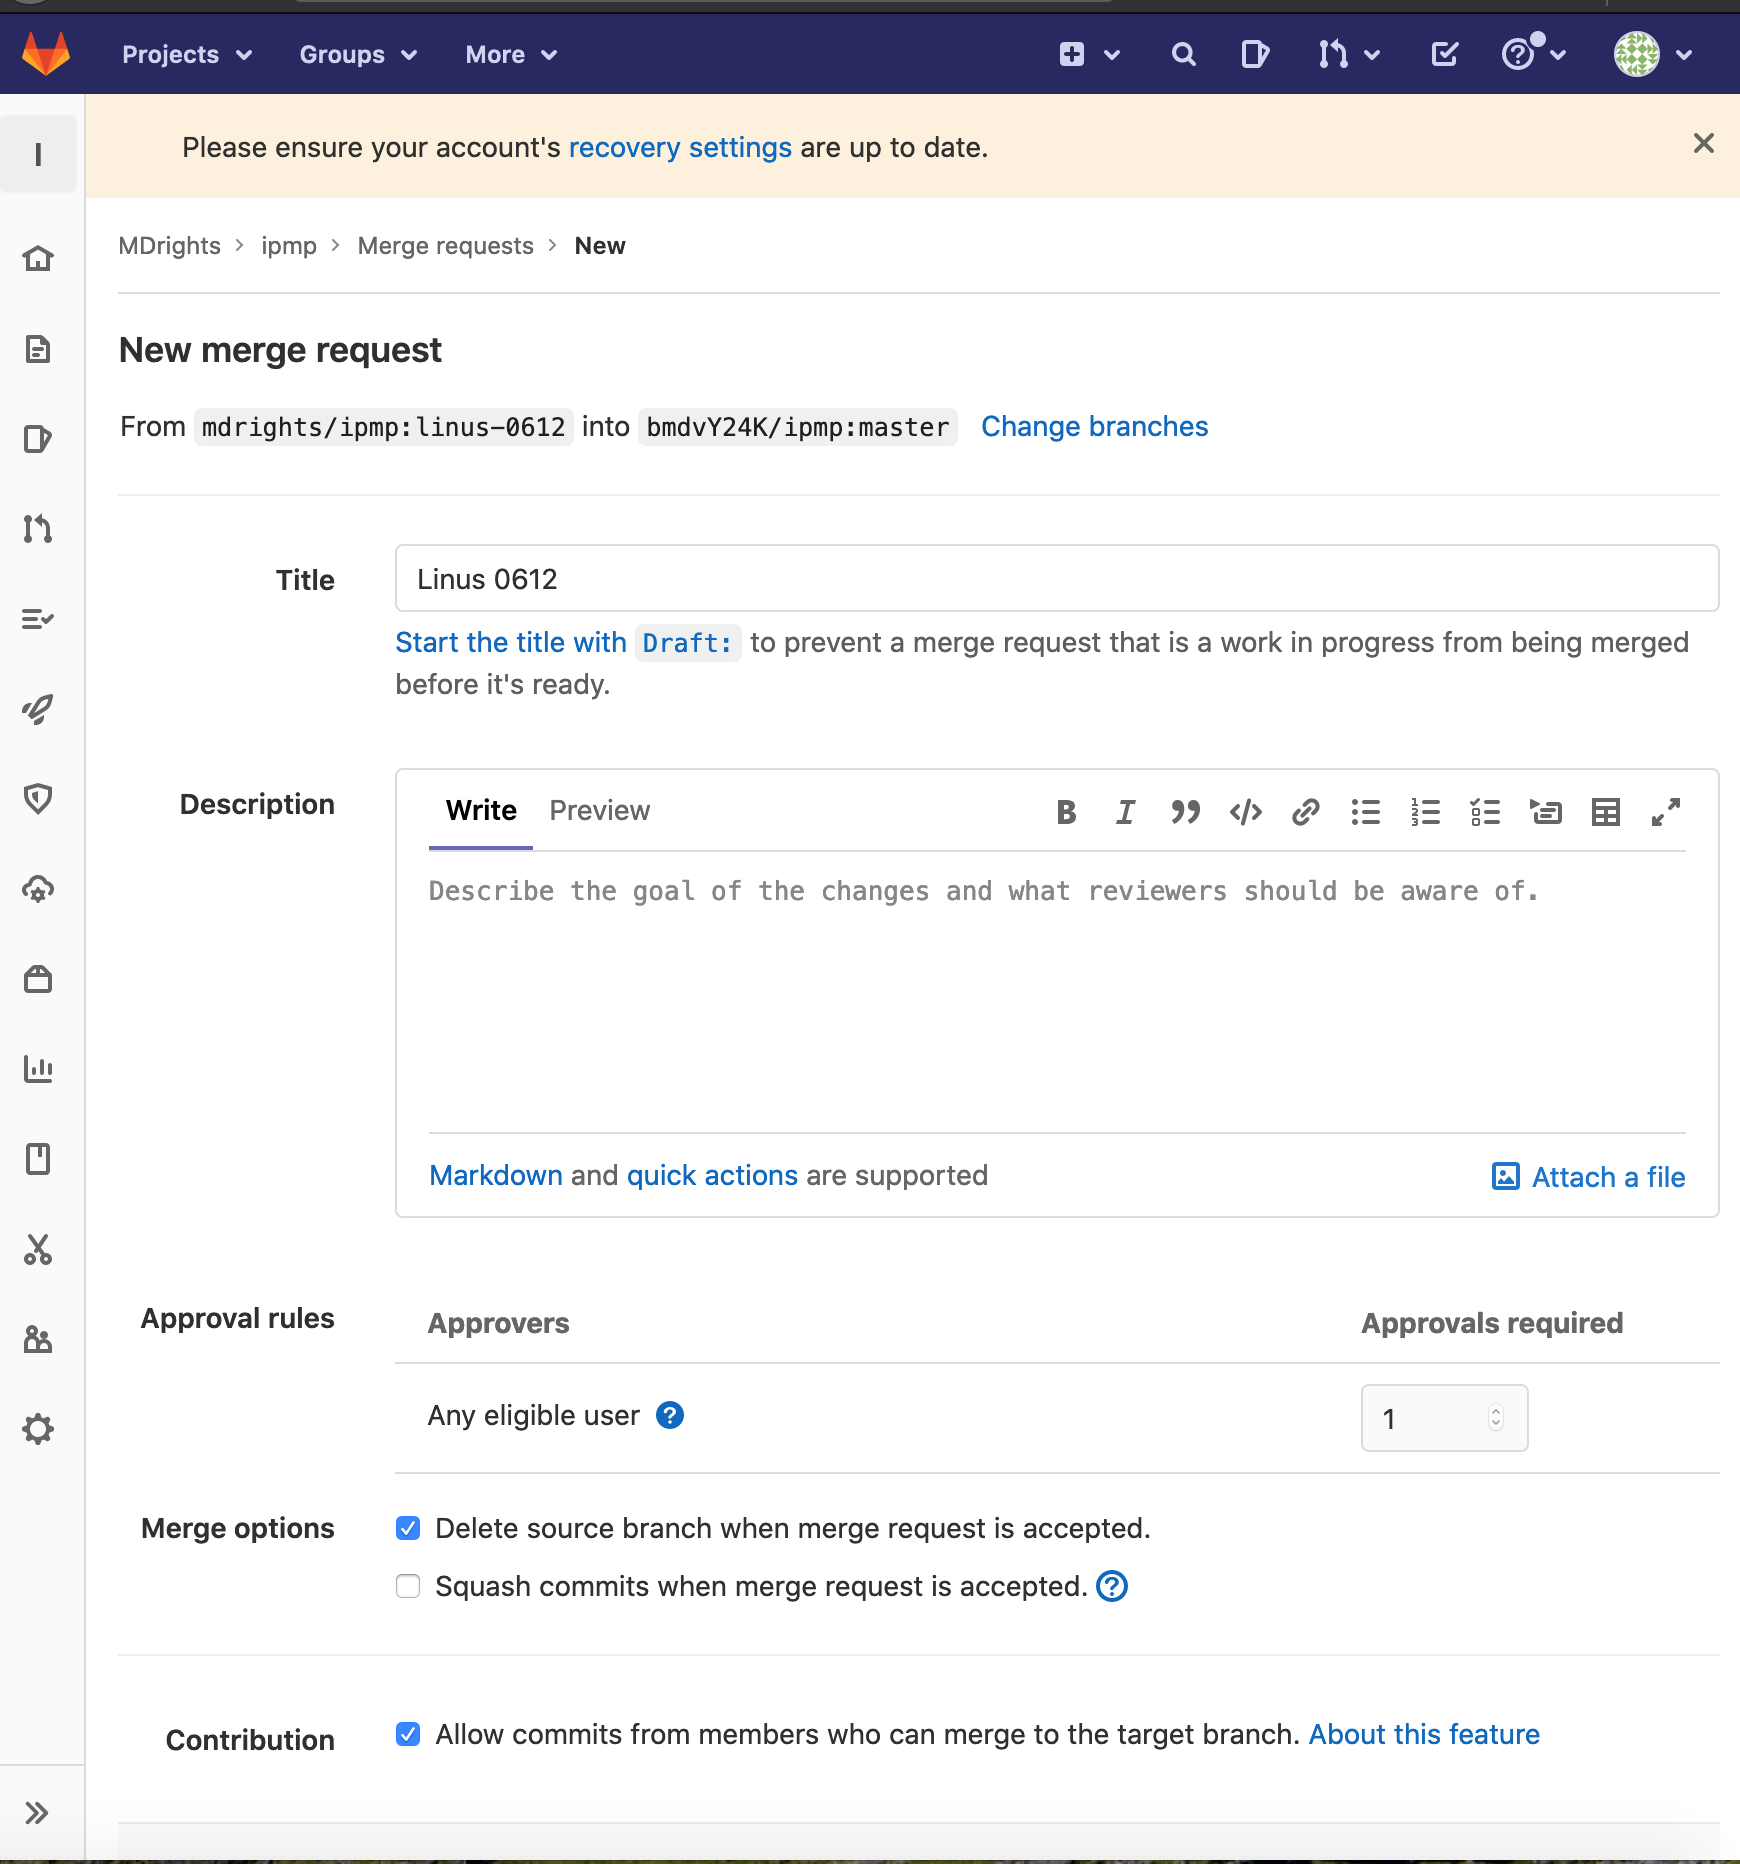 Projects Groups More
I
Please ensure your account's recovery settings are up to date.
MDrights > ipmp > Merge requests > New
New merge request
From mdrights/ipmp:linus-0612 into bmdvY24K/ipmp:master Change branches
Title
Linus 0612
Start the title with Draft: to prevent a merge request that is a work in progress from being merged
before it's ready.
Description
Write Preview
Describe the goal of the changes and what reviewers should be aware of.
Markdown and quick actions are supported
Attach a file
Approval rules
Approvers Approvals required
Any eligible user 1
Merge options
Delete source branch when merge request is accepted.
Squash commits when merge request is accepted.
Contribution
Allow commits from members who can merge to the target branch. About this feature